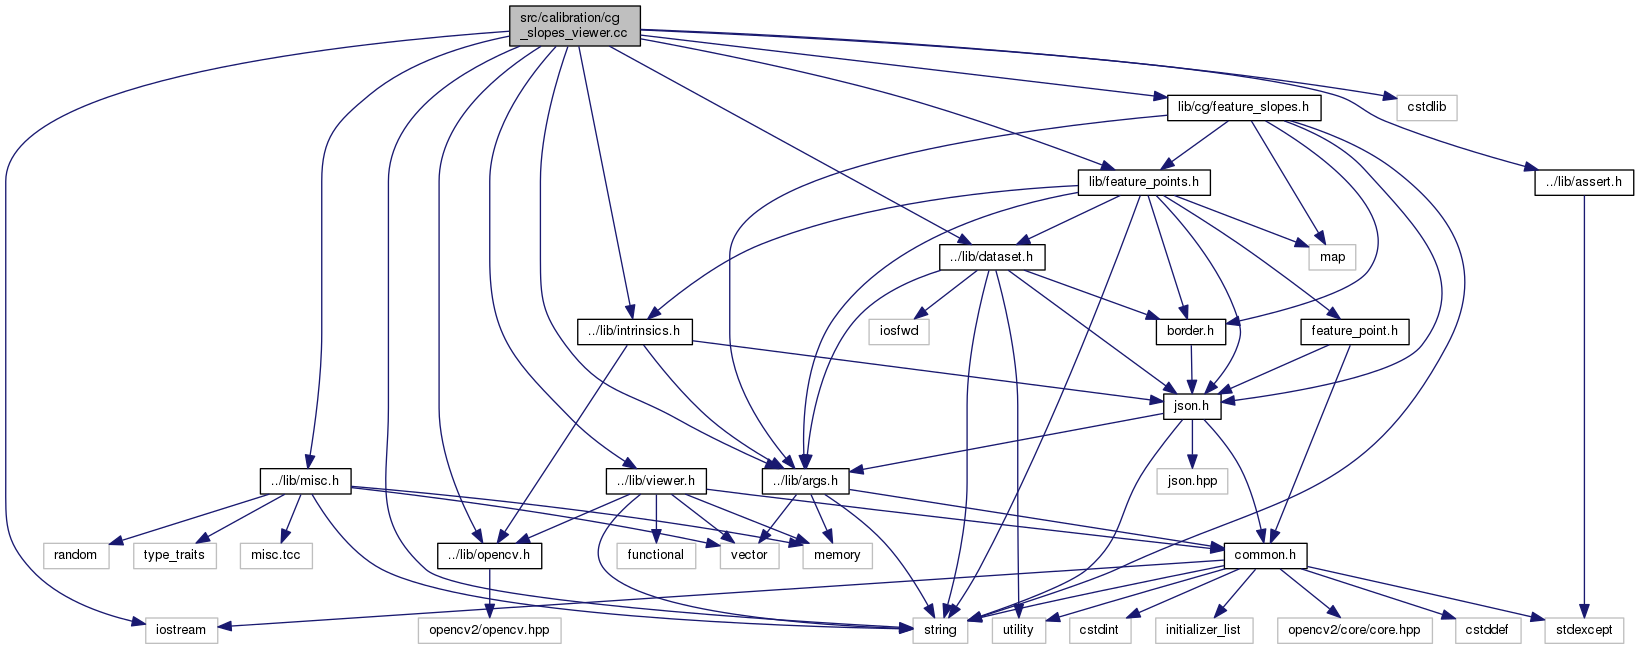 src/calibration/cg
_slopes_viewer.cc
lib/cg/feature_slopes.h
cstdlib
lib/feature_points.h
../lib/assert.h
../lib/dataset.h
map
../lib/intrinsics.h
iosfwd
border.h
feature_point.h
json.h
../lib/misc.h
../lib/viewer.h
../lib/args.h
json.hpp
random
type_traits
misc.tcc
../lib/opencv.h
functional
vector
memory
common.h
iostream
opencv2/opencv.hpp
string
utility
cstdint
initializer_list
opencv2/core/core.hpp
cstddef
stdexcept